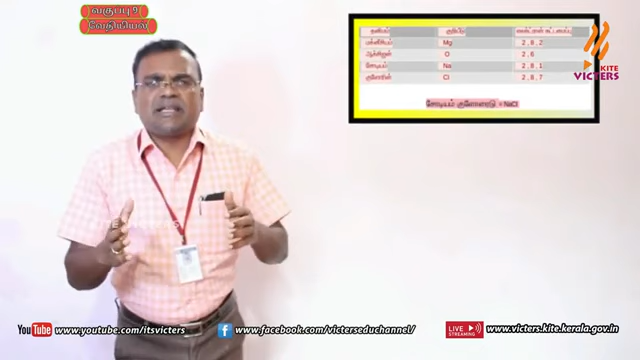 வகுப்பு 9
வேதியியல்
தனிமம் குறியீடு எலக்ட்ரான் கட்டமைப்பு
மக்னீசியம் Mg 2, 8, 2
ஆக்சிஜன் O 2, 6
சோடியம் Na 2, 8, 1
குளோரின் Cl 2, 8, 7
சோடியம் குளோரைடு = NaCl
KITE
VICTERS
YouTube www.youtube.com/itsvicters
f www.facebook.com/victerseduchannel/
LIVE
STREAMING
www.victers.kite.kerala.gov.in